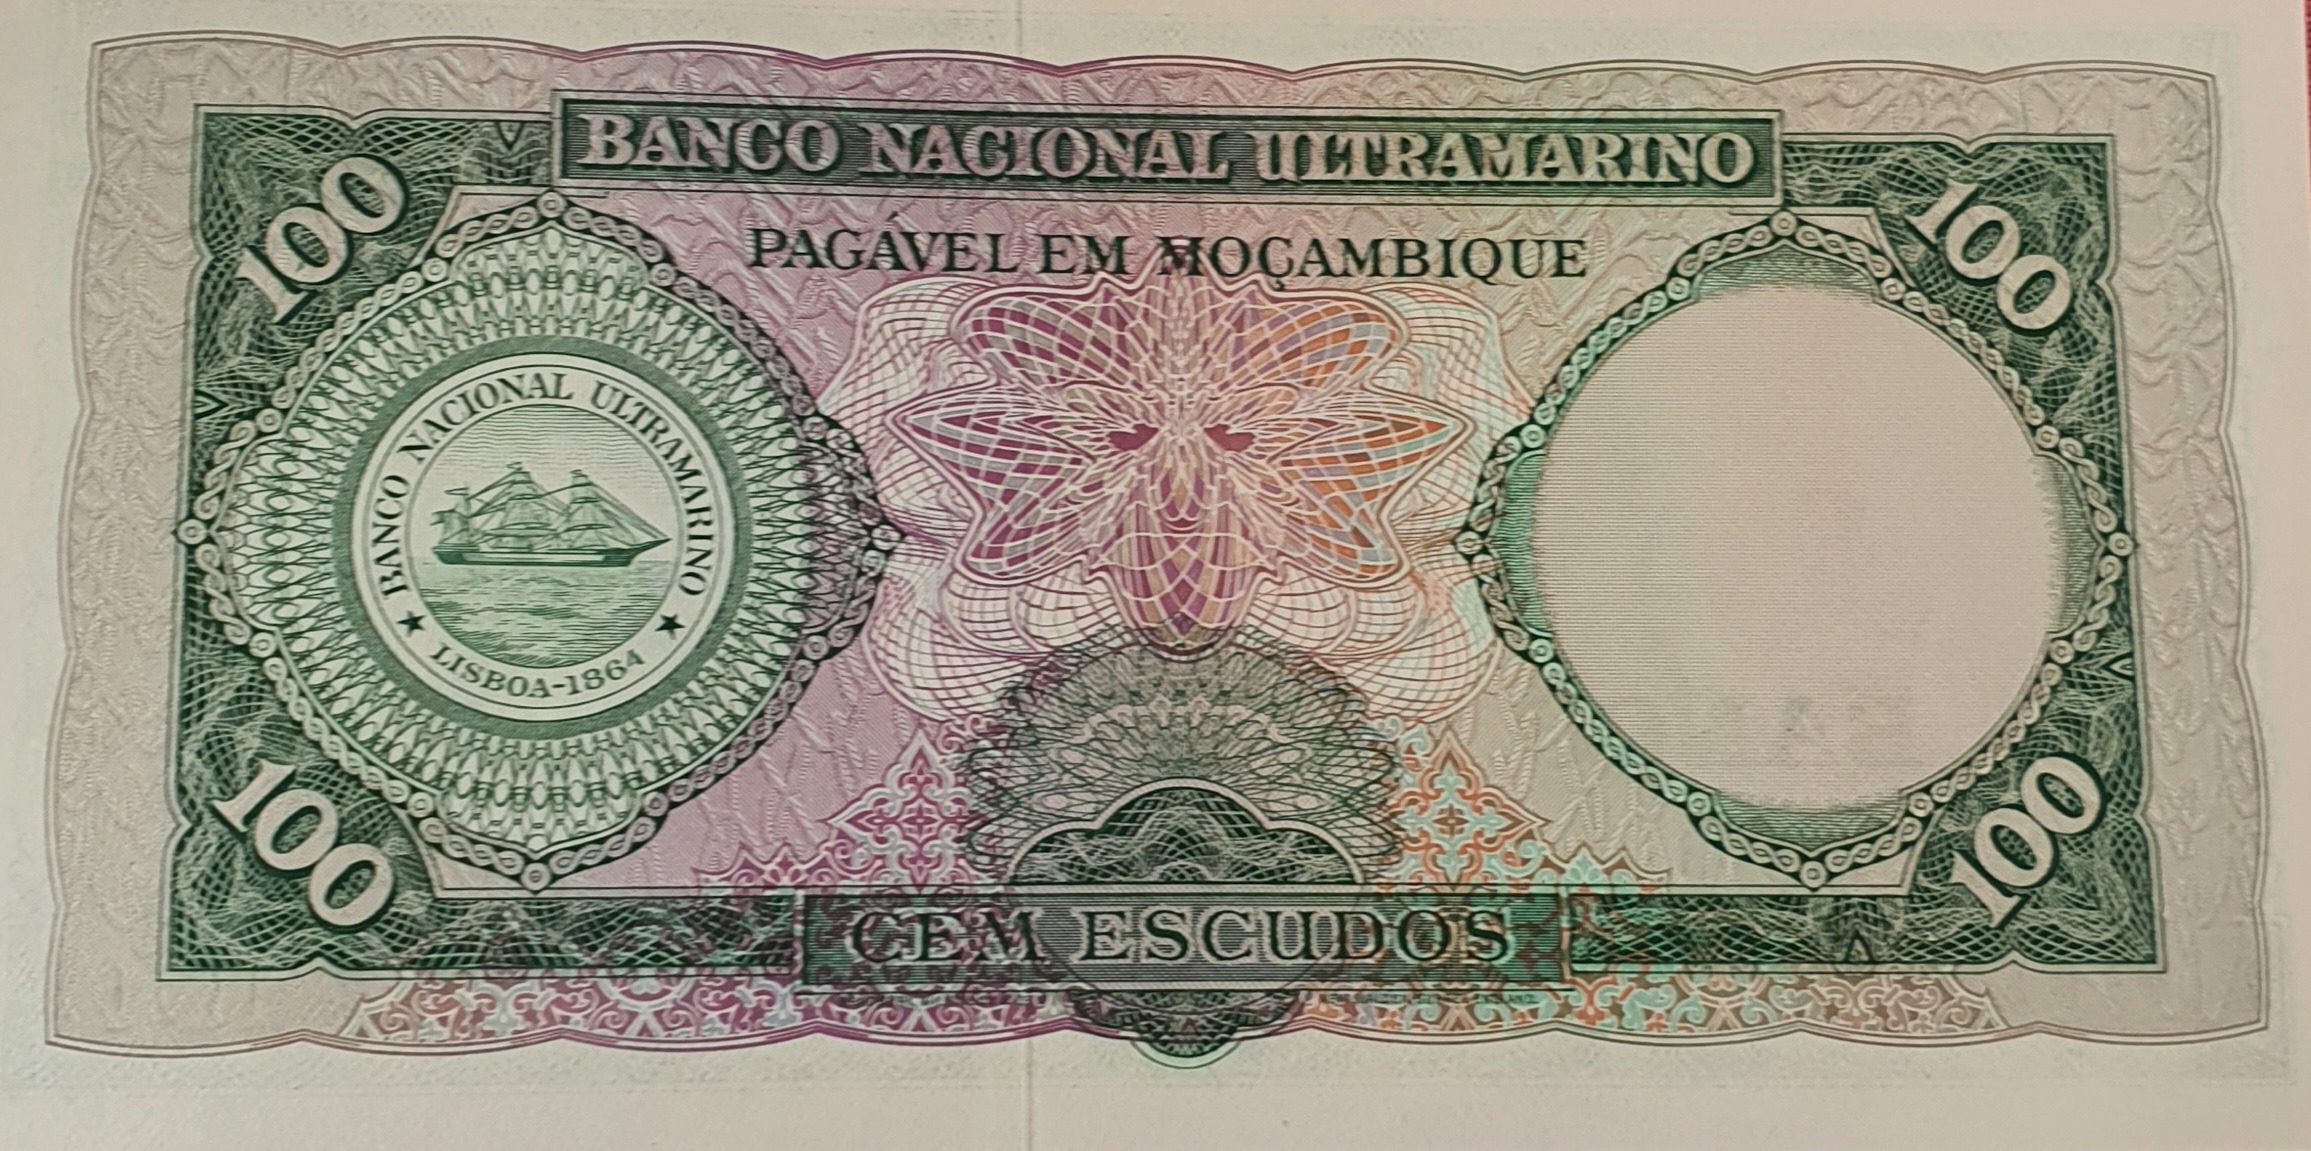 BANCO NACIONAL ULTRAMARINO
100
100
PAGÁVEL EM MOÇAMBIQUE
BANCO NACIONAL ULTRAMARINO
★ LISBOA-1864 ★
100
100
CEM ESCUDOS